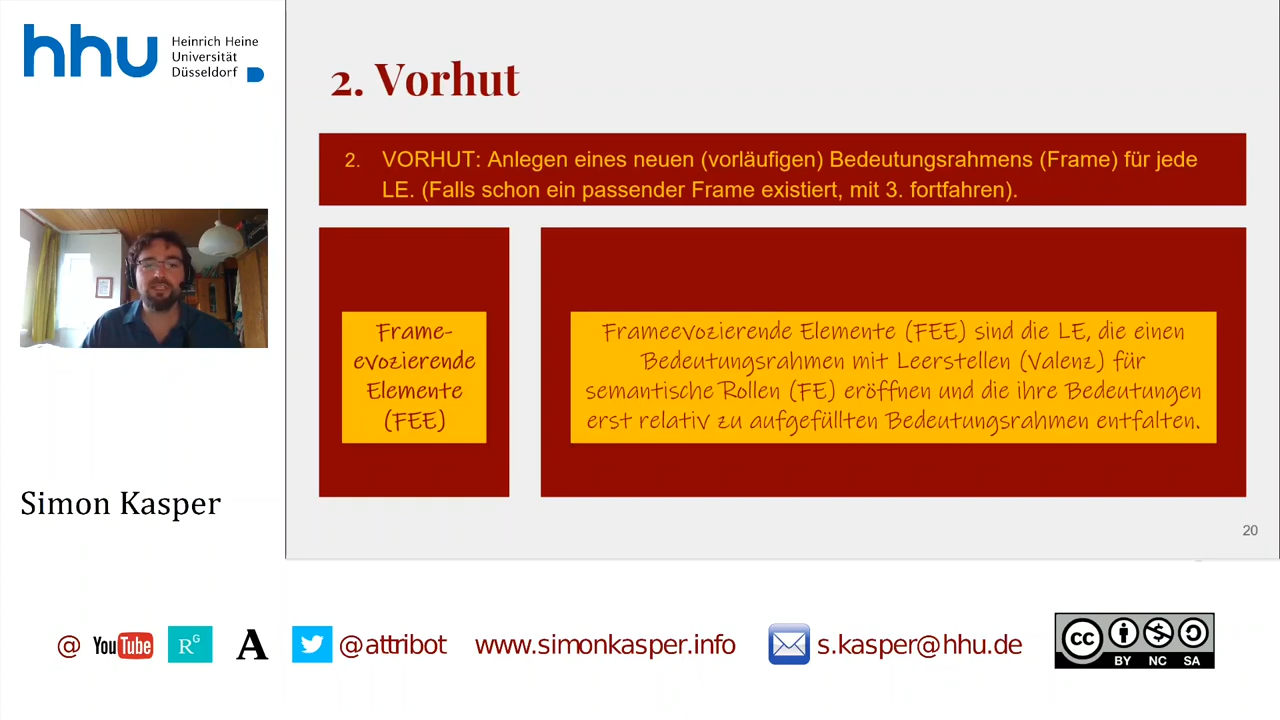 hhu
Heinrich Heine
Universität
Düsseldorf
2. Vorhut
2. VORHUT: Anlegen eines neuen (vorläufigen) Bedeutungsrahmens (Frame) für jede
LE. (Falls schon ein passender Frame existiert, mit 3. fortfahren).
Frame-
evozierende
Elemente
(FEE)
Frameevozierende Elemente (FEE) sind die LE, die einen
Bedeutungsrahmen mit Leerstellen (Valenz) für
semantische Rollen (FE) eröffnen und die ihre Bedeutungen
erst relativ zu aufgefüllten Bedeutungsrahmen entfalten.
Simon Kasper
20
@ YouTube RG A @attribot www.simonkasper.info s.kasper@hhu.de
cc BY NC SA